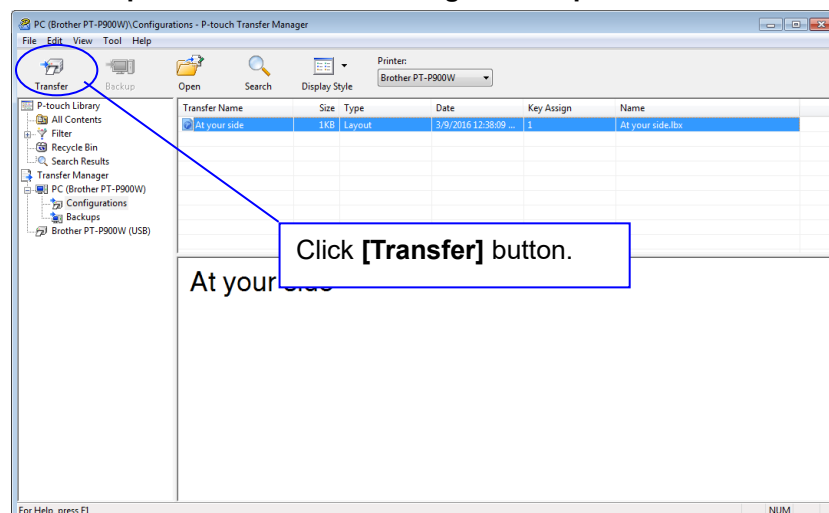 PC (Brother PT-P900W)\Configurations - P-touch Transfer Manager
File Edit View Tool Help
Transfer Backup Open Search Display Style
Printer:
Brother PT-P900W
P-touch Library
All Contents
Filter
Recycle Bin
Search Results
Transfer Manager
PC (Brother PT-P900W)
Configurations
Backups
Brother PT-P900W (USB)
Transfer Name Size Type Date Key Assign Name
At your side 1KB Layout 3/9/2016 12:38:09 ... 1 At your side.lbx
Click [Transfer] button.
At your side
For Help, press F1 NUM